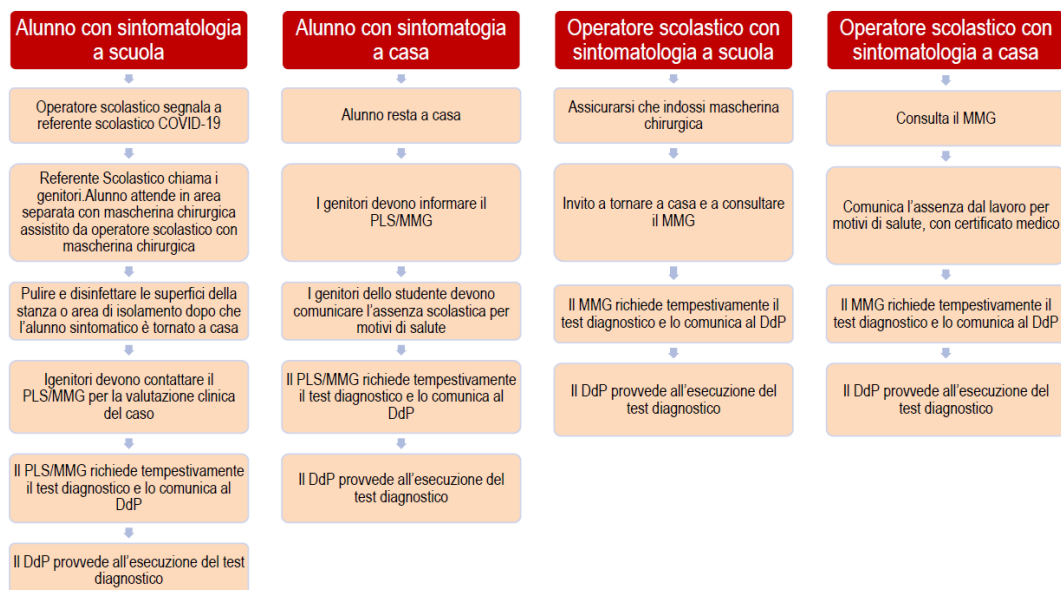 Alunno con sintomatologia
a scuola
Operatore scolastico segnala a
referente scolastico COVID-19
Referente Scolastico chiama i
genitori.Alunno attende in area
separata con mascherina chirurgica
assistito da operatore scolastico con
mascherina chirurgica
Pulire e disinfettare le superfici della
stanza o area di isolamento dopo che
l'alunno sintomatico è tornato a casa
Igenitori devono contattare il
PLS/MMG per la valutazione clinica
del caso
Il PLS/MMG richiede tempestivamente
il test diagnostico e lo comunica al
DdP
Il DdP provvede all'esecuzione del test
diagnostico
Alunno con sintomatogia
a casa
Alunno resta a casa
I genitori devono informare il
PLS/MMG
I genitori dello studente devono
comunicare l'assenza scolastica per
motivi di salute
Il PLS/MMG richiede tempestivamente
il test diagnostico e lo comunica al
DdP
Il DdP provvede all'esecuzione del
test diagnostico
Operatore scolastico con
sintomatologia a scuola
Assicurarsi che indossi mascherina
chirurgica
Invito a tornare a casa e a consultare
il MMG
Il MMG richiede tempestivamente il
test diagnostico e lo comunica al DdP
Il DdP provvede all'esecuzione del
test diagnostico
Operatore scolastico con
sintomatologia a casa
Consulta il MMG
Comunica l'assenza dal lavoro per
motivi di salute, con certificato medico
Il MMG richiede tempestivamente il
test diagnostico e lo comunica al DdP
Il DdP provvede all'esecuzione del
test diagnostico